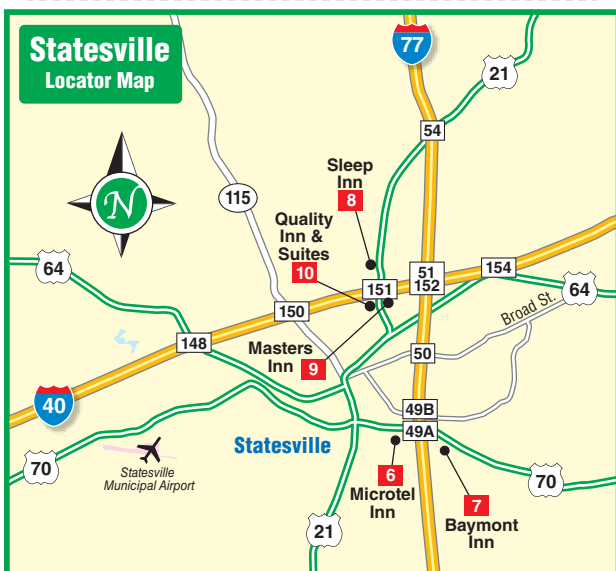 Statesville
Locator Map
77
21
54
Sleep
Inn
8
115
N
Quality
Inn &
Suites
10
64
151
51
152
154
64
Broad St.
150
148
Masters
Inn
9
50
40
49B
49A
Statesville
70
Statesville
Municipal Airport
6
Microtel
Inn
7
Baymont
Inn
70
21